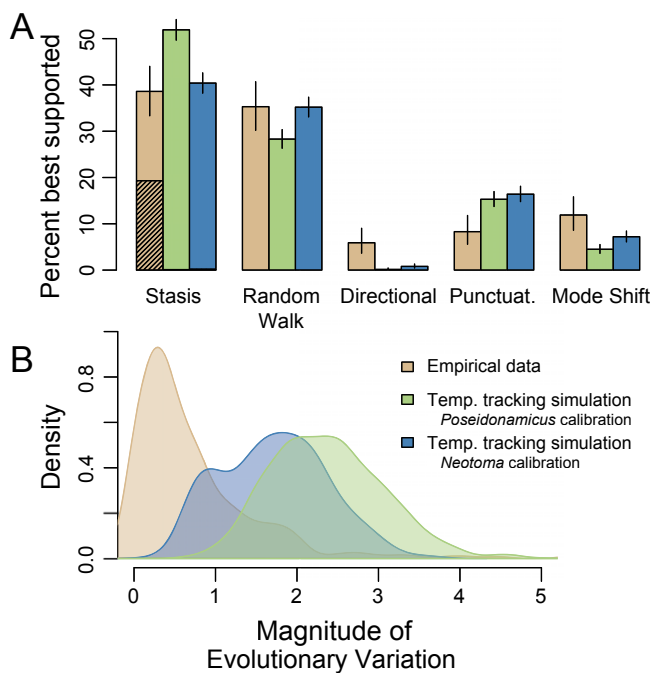 A
Percent best supported
50
40
30
20
10
0
Stasis
Random
Walk
Directional
Punctuat.
Mode Shift
B
Density
0.8
0.4
0.0
Empirical data
Temp. tracking simulation
Poseidonamicus calibration
Temp. tracking simulation
Neotoma calibration
0 1 2 3 4 5
Magnitude of
Evolutionary Variation